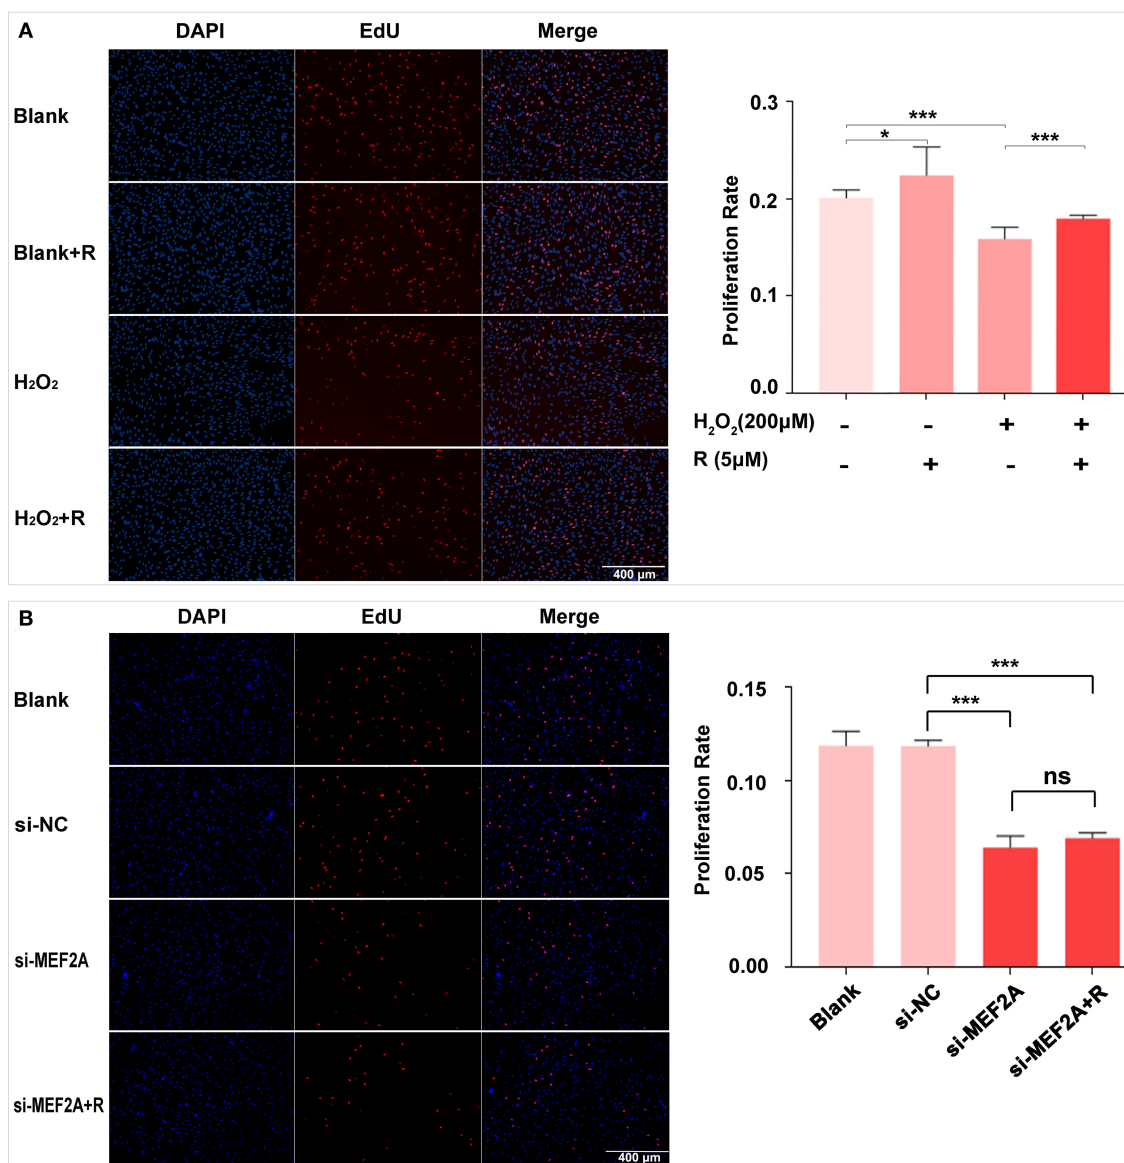 A
DAPI EdU Merge
Blank
Blank+R
H₂O₂
H₂O₂+R
400 µm
Proliferation Rate
0.3
0.2
0.1
0.0
***
* ***
H₂O₂(200µM) - - + +
R (5µM) - + - +
B
DAPI EdU Merge
Blank
si-NC
si-MEF2A
si-MEF2A+R
400 µm
Proliferation Rate
0.15
0.10
0.05
0.00
***
***
ns
Blank si-NC si-MEF2A si-MEF2A+R